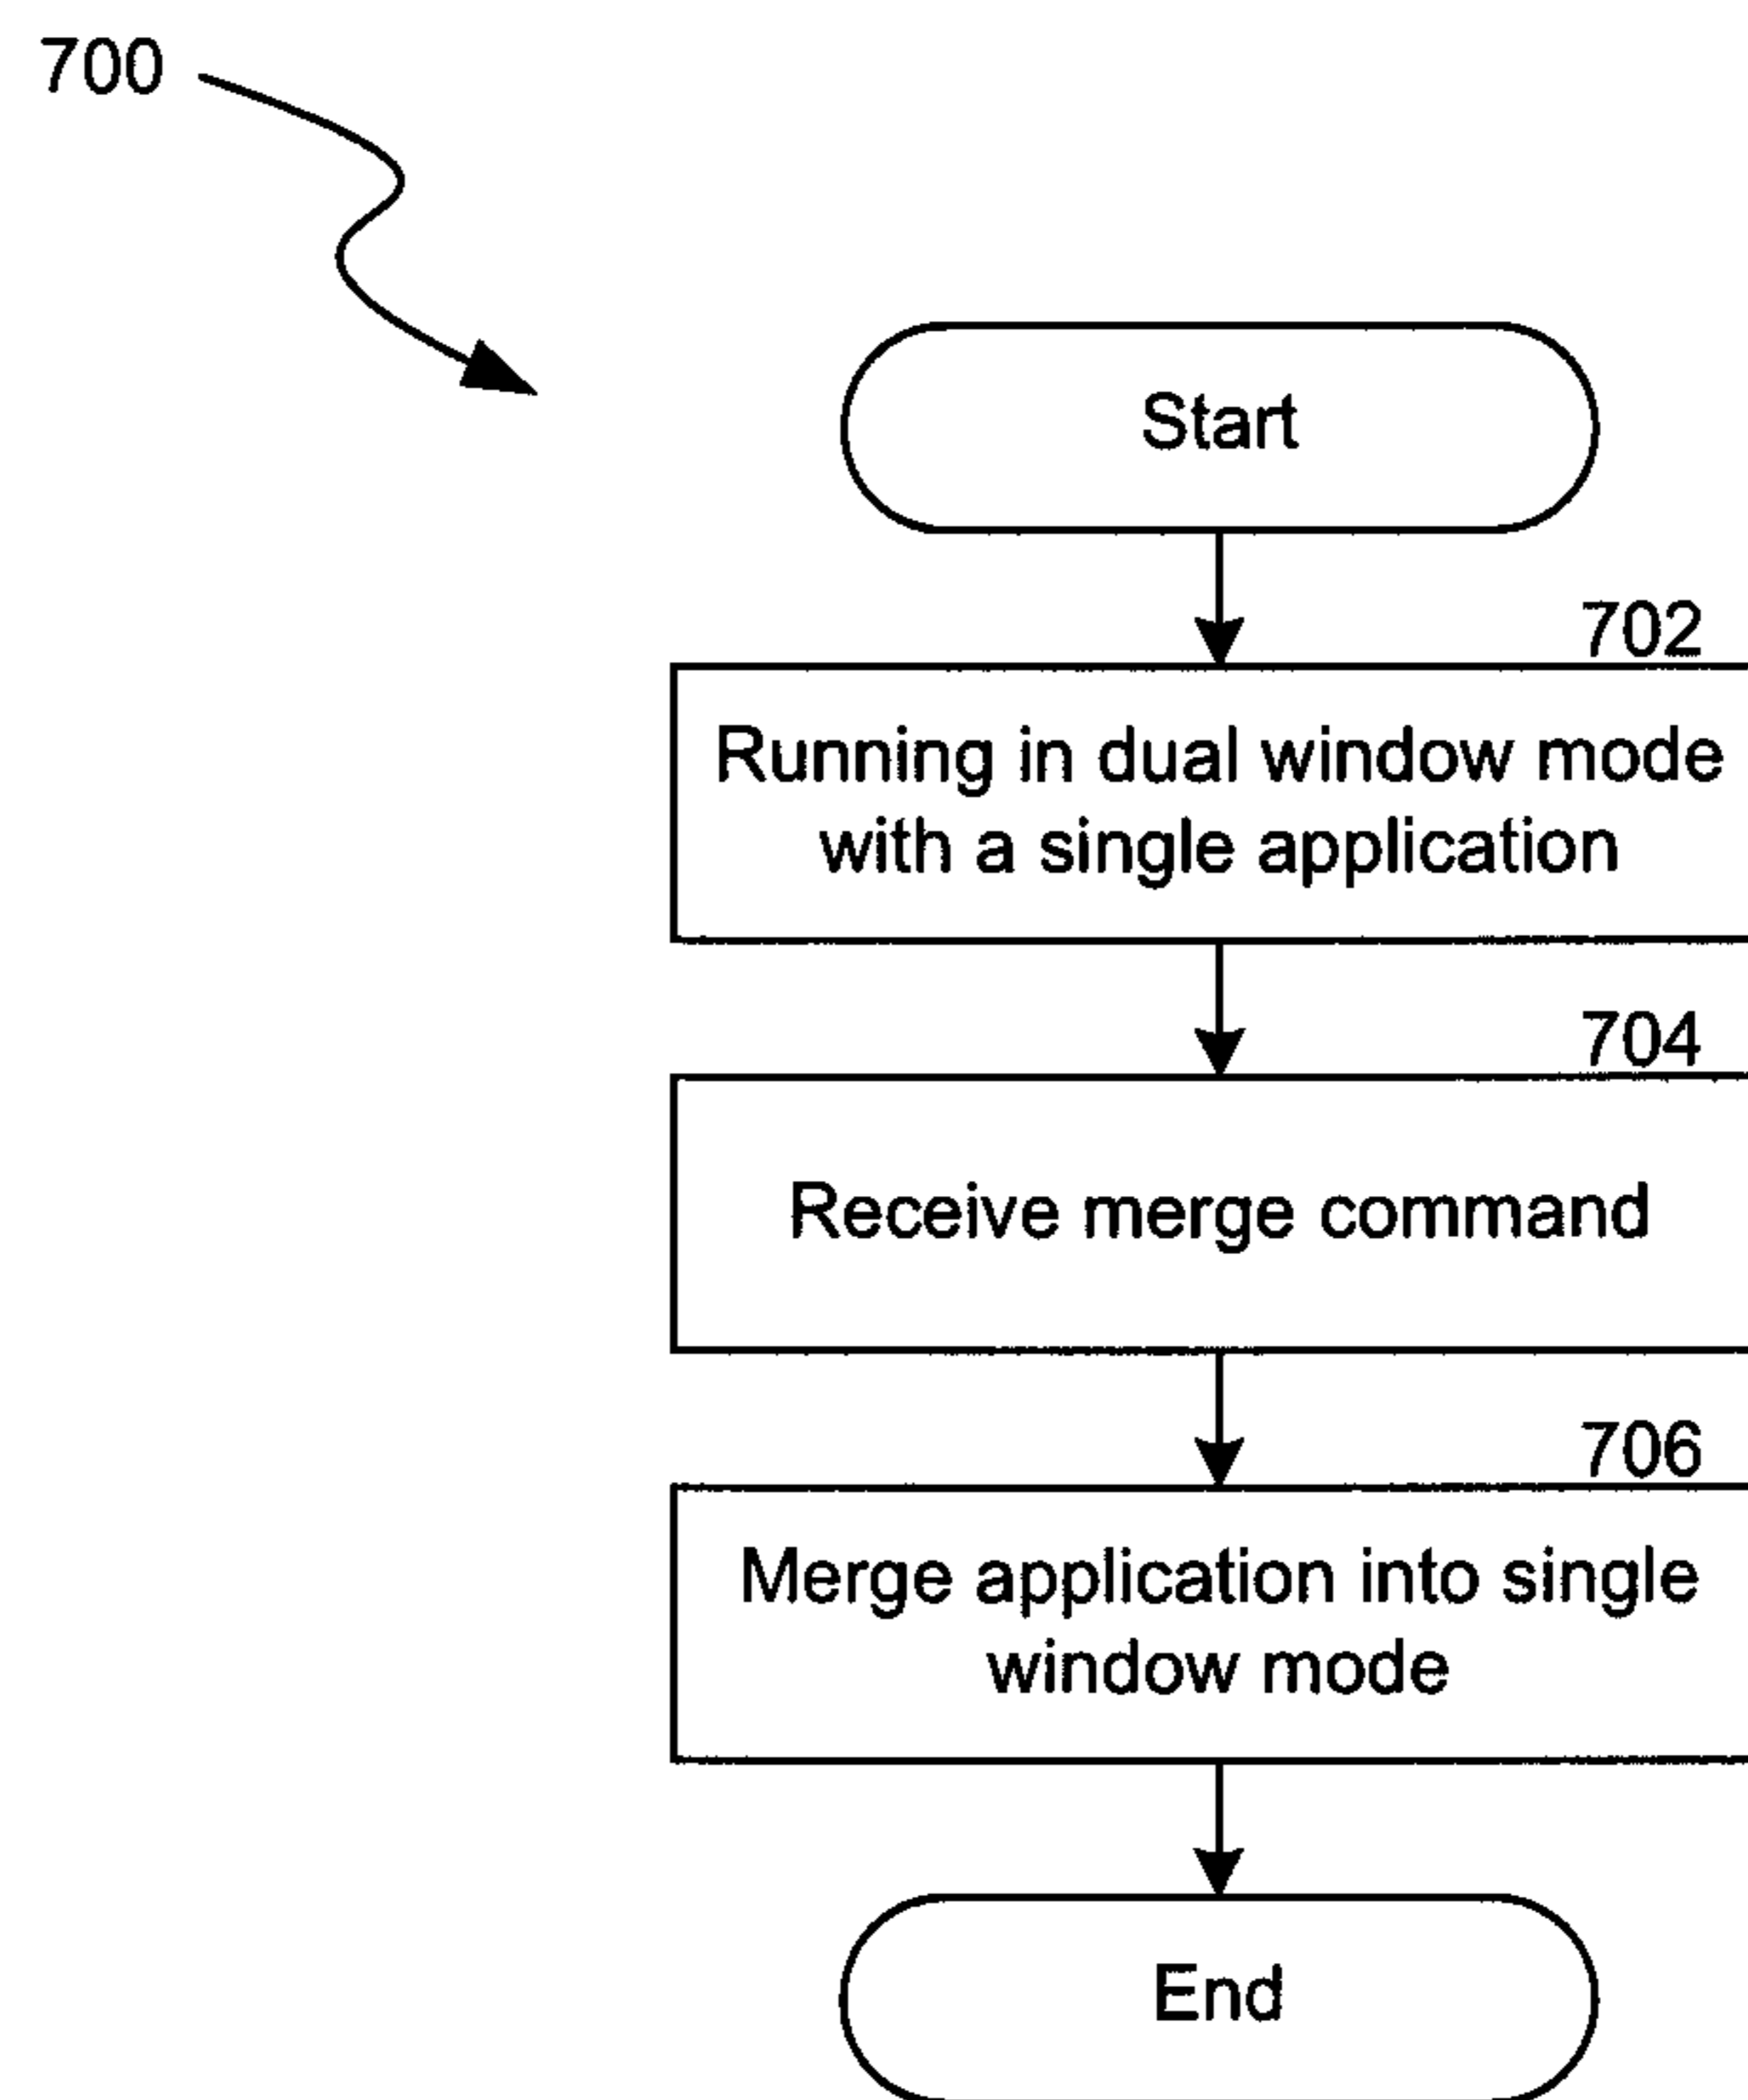 700
Start
702
Running in dual window mode
with a single application
704
Receive merge command
706
Merge application into single
window mode
End